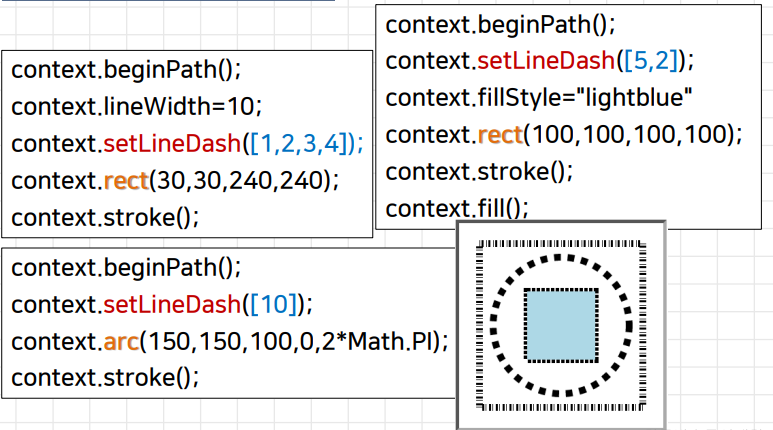 context.beginPath();
context.lineWidth=10;
context.setLineDash([1,2,3,4]);
context.rect(30,30,240,240);
context.stroke();
context.beginPath();
context.setLineDash([10]);
context.arc(150,150,100,0,2*Math.PI);
context.stroke();
context.beginPath();
context.setLineDash([5,2]);
context.fillStyle="lightblue"
context.rect(100,100,100,100);
context.stroke();
context.fill();